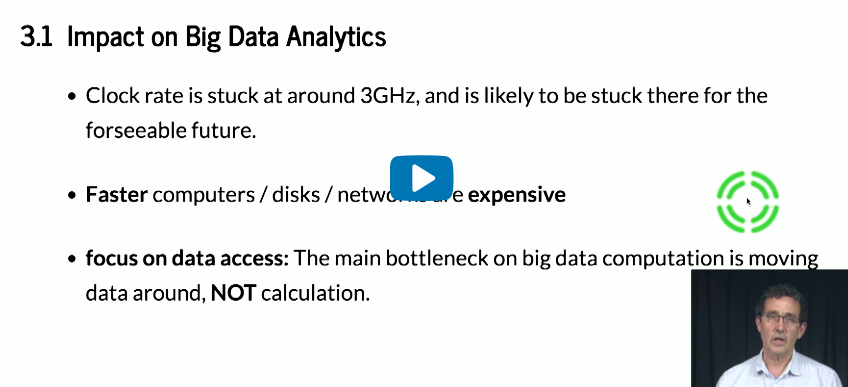 3.1 Impact on Big Data Analytics
• Clock rate is stuck at around 3GHz, and is likely to be stuck there for the
forseeable future.
• Faster computers / disks / networks are expensive
• focus on data access: The main bottleneck on big data computation is moving
data around, NOT calculation.